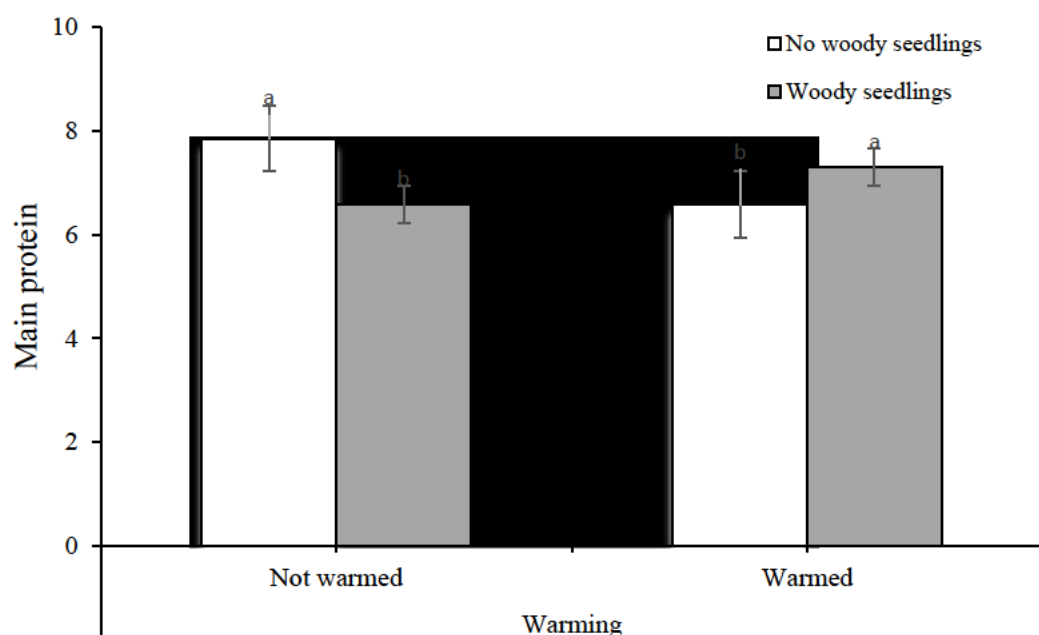 10
No woody seedlings
Woody seedlings
a
8
a
b
b
6
4
2
0
Main protein
Not warmed
Warmed
Warming